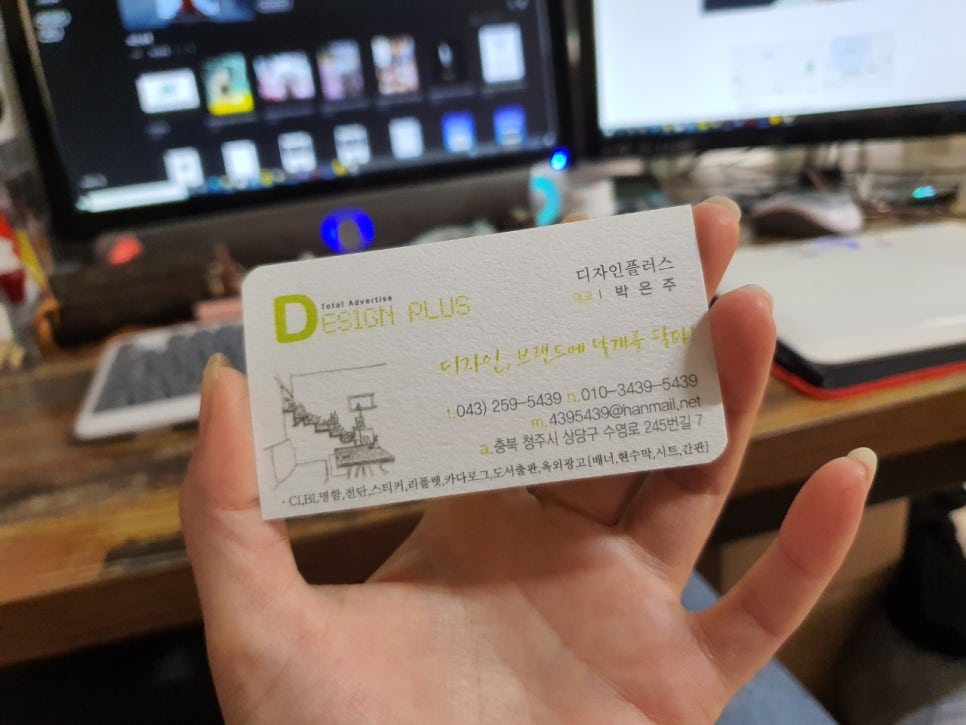 Total Advertise
DESIGN PLUS
디자인플러스
대표 | 박 은 주
디자인, 브랜드에 날개를 달다!
t.043) 259-5439 h.010-3439-5439
m.4395439@hanmail.net
a.충북 청주시 상당구 수영로 245번길 7
· CI,BI,명함,전단,스티커,리플렛,카다로그,도서출판,옥외광고[배너,현수막,시트,간판]